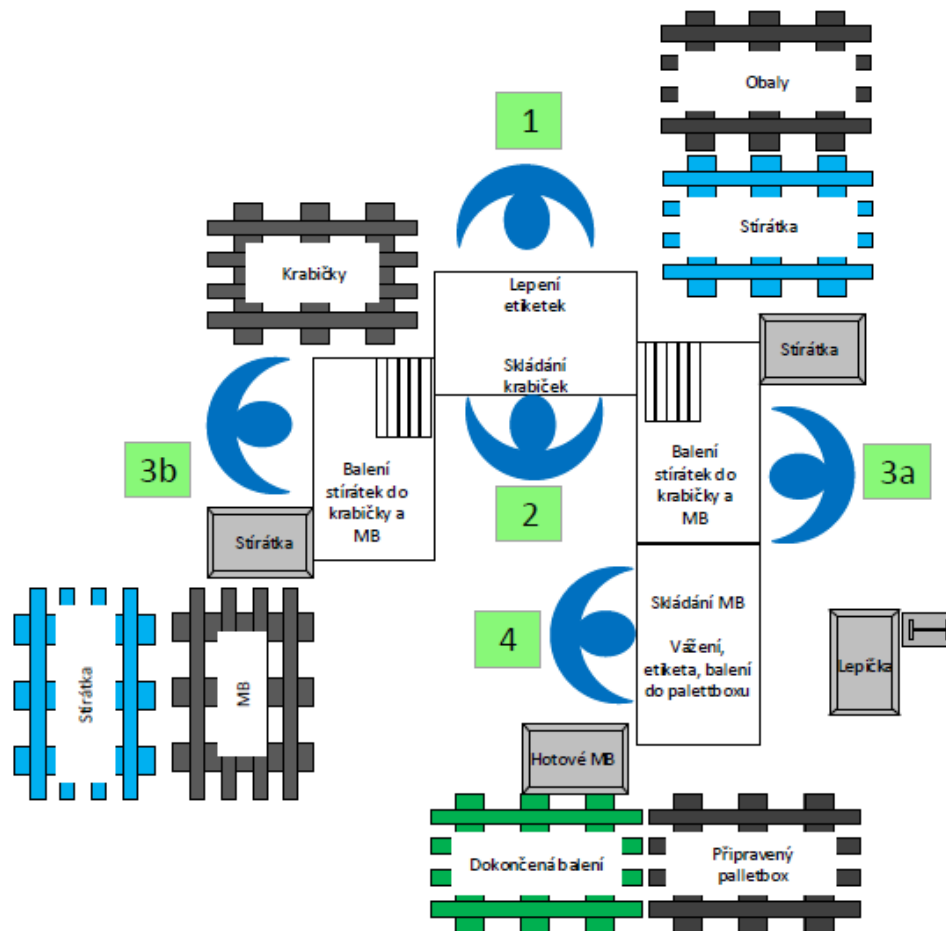 Obaly
1
Stírátka
Krabičky
Lepení
etiketek
Stírátka
Skládání
krabiček
3b
Balení
stírátek do
krabičky a
MB
2
Balení
stírátek do
krabičky a
MB
3a
Stírátka
4
Skládání MB
Vážení,
etiketa, balení
do palettboxu
Lepička
Stírátka
MB
Hotové MB
Dokončená balení
Připravený
palletbox